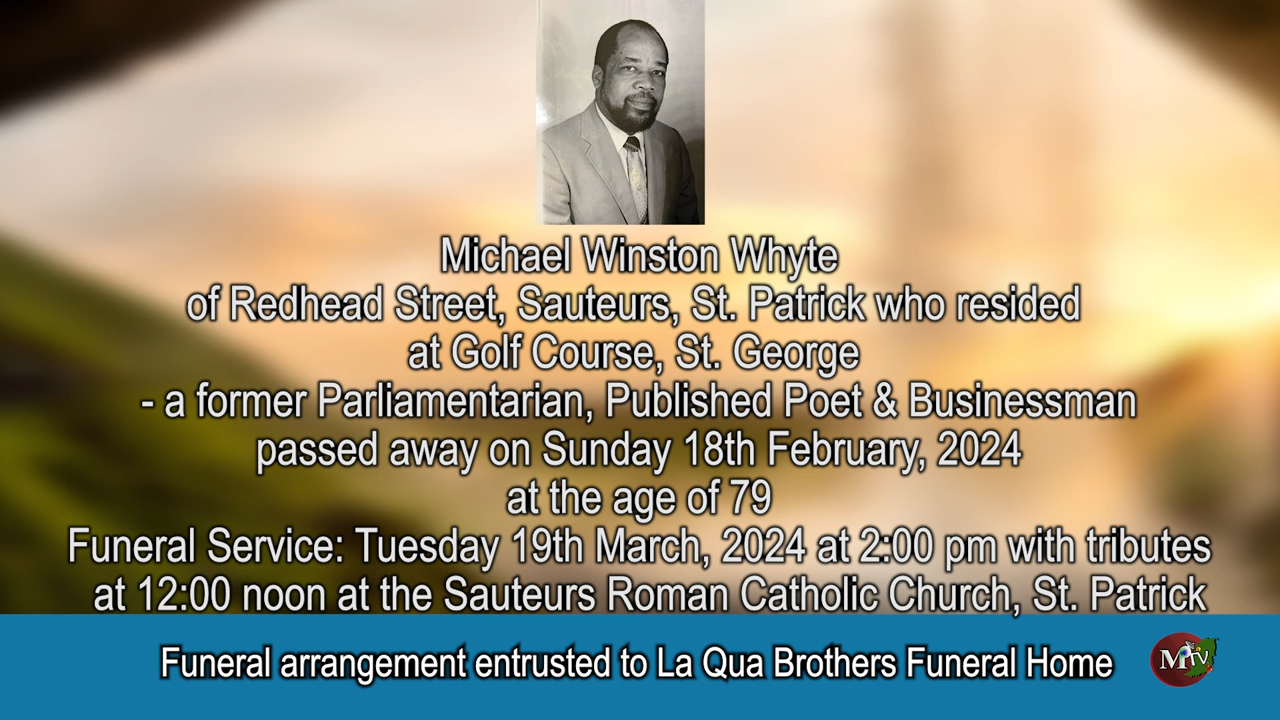 Michael Winston Whyte
of Redhead Street, Sauteurs, St. Patrick who resided
at Golf Course, St. George
- a former Parliamentarian, Published Poet & Businessman
passed away on Sunday 18th February, 2024
at the age of 79
Funeral Service: Tuesday 19th March, 2024 at 2:00 pm with tributes
at 12:00 noon at the Sauteurs Roman Catholic Church, St. Patrick
Funeral arrangement entrusted to La Qua Brothers Funeral Home
MTV